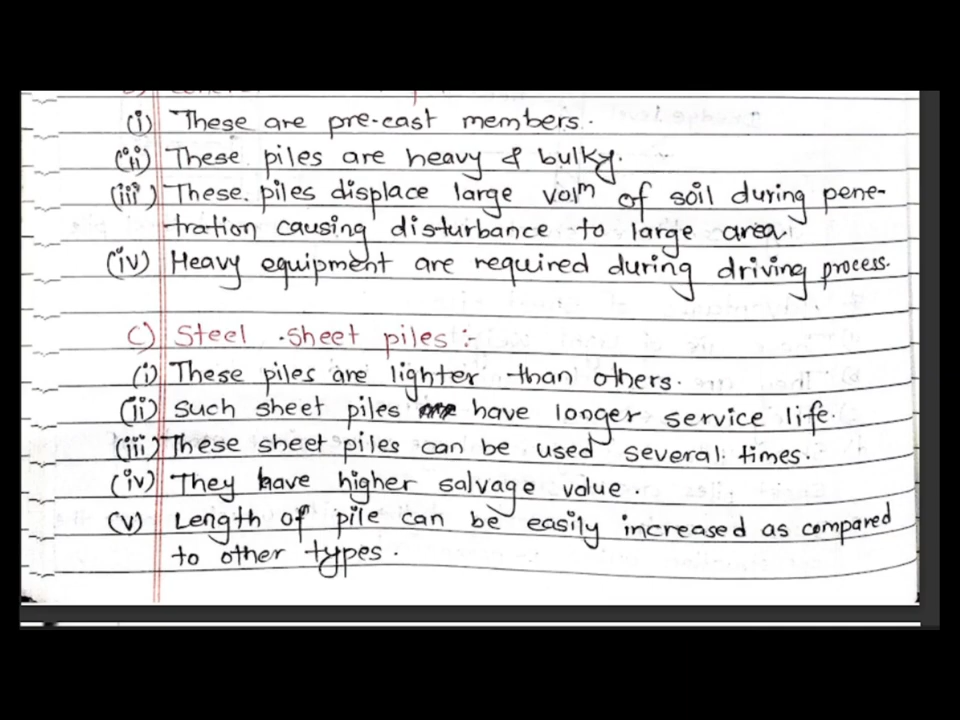 (i) These are pre-cast members.
(ii) These piles are heavy & bulky.
(iii) These piles displace large volm of soil during pene-
tration causing disturbance to large area.
(iv) Heavy equipment are required during driving process.
C) Steel sheet piles :-
(i) These piles are lighter than others.
(ii) Such sheet piles have longer service life.
(iii) These sheet piles can be used several times.
(iv) They have higher salvage value.
(v) Length of pile can be easily increased as compared
to other types.